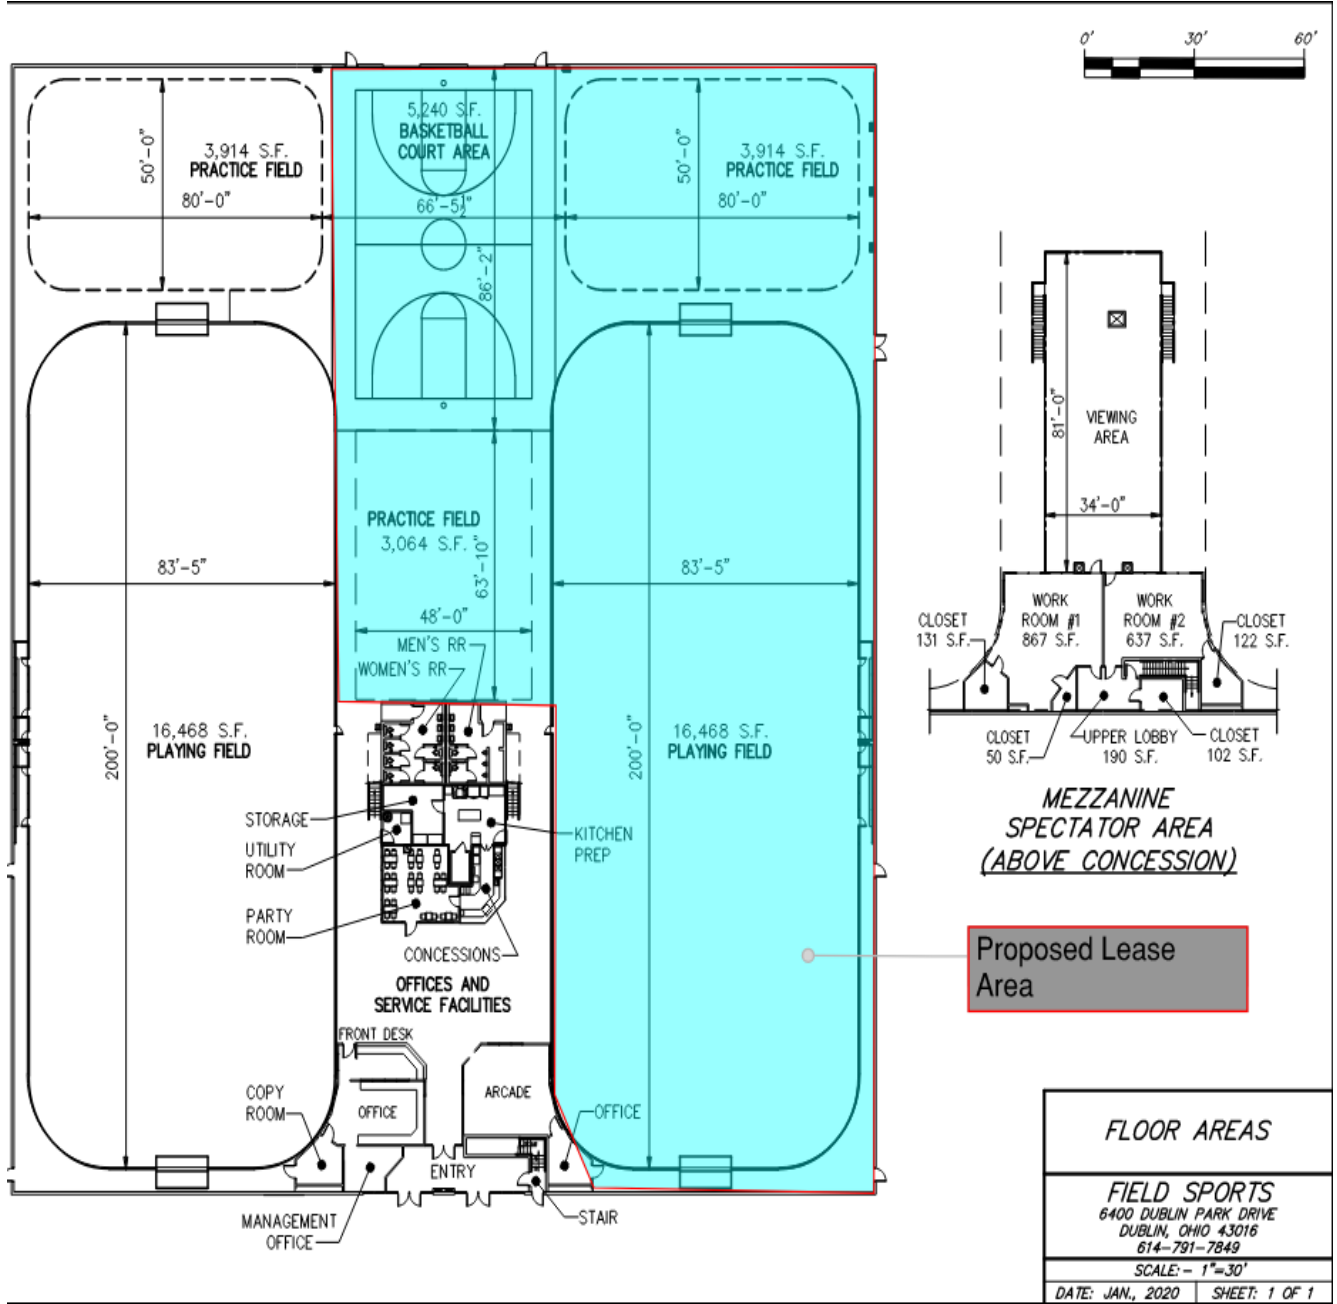 0' 30' 60'
5,240 S.F.
BASKETBALL
COURT AREA
50'-0"
3,914 S.F.
PRACTICE FIELD
80'-0"
66'-5½"
86'-2"
50'-0"
3,914 S.F.
PRACTICE FIELD
80'-0"
81'-0"
VIEWING
AREA
34'-0"
PRACTICE FIELD
3,064 S.F.
63'-10"
48'-0"
83'-5"
83'-5"
MEN'S RR
WOMEN'S RR
CLOSET
131 S.F.
WORK
ROOM #1
867 S.F.
WORK
ROOM #2
637 S.F.
CLOSET
122 S.F.
CLOSET
50 S.F.
UPPER LOBBY
190 S.F.
CLOSET
102 S.F.
200'-0"
16,468 S.F.
PLAYING FIELD
200'-0"
16,468 S.F.
PLAYING FIELD
MEZZANINE
SPECTATOR AREA
(ABOVE CONCESSION)
STORAGE
UTILITY
ROOM
KITCHEN
PREP
PARTY
ROOM
CONCESSIONS
OFFICES AND
SERVICE FACILITIES
Proposed Lease
Area
FRONT DESK
COPY
ROOM
OFFICE
ARCADE
OFFICE
ENTRY
MANAGEMENT
OFFICE
STAIR
FLOOR AREAS
FIELD SPORTS
6400 DUBLIN PARK DRIVE
DUBLIN, OHIO 43016
614-791-7849
SCALE:- 1"=30'
DATE: JAN., 2020 SHEET: 1 OF 1